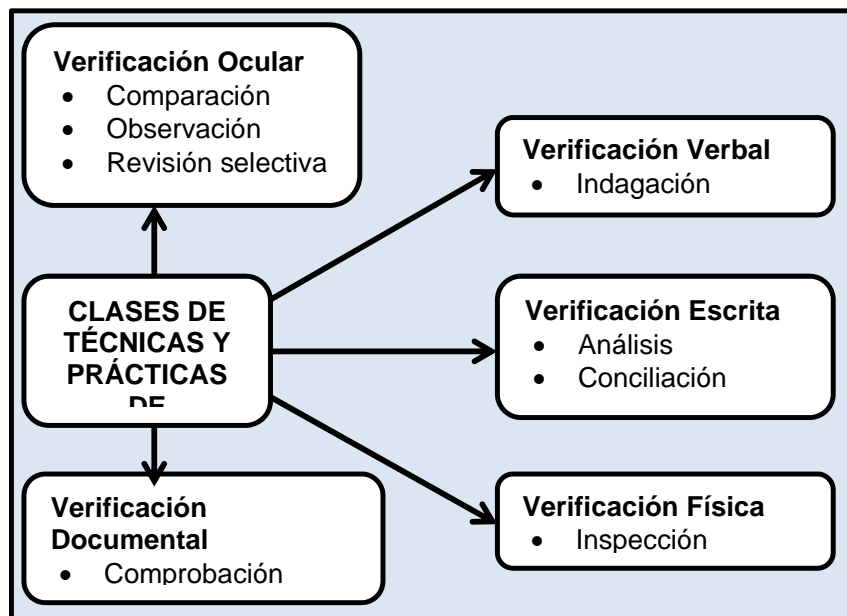 Verificación Ocular
• Comparación
• Observación
• Revisión selectiva
Verificación Verbal
• Indagación
CLASES DE
TÉCNICAS Y
PRÁCTICAS
DE
Verificación Escrita
• Análisis
• Conciliación
Verificación
Documental
• Comprobación
Verificación Física
• Inspección